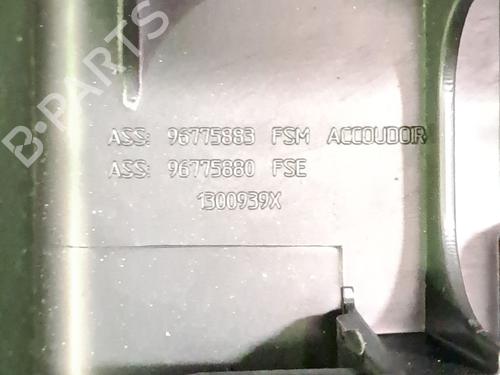 B-PARTS
ASS: 96775883 FSM ACCOUDOIR
ASS: 96775880 FSE
1300939X